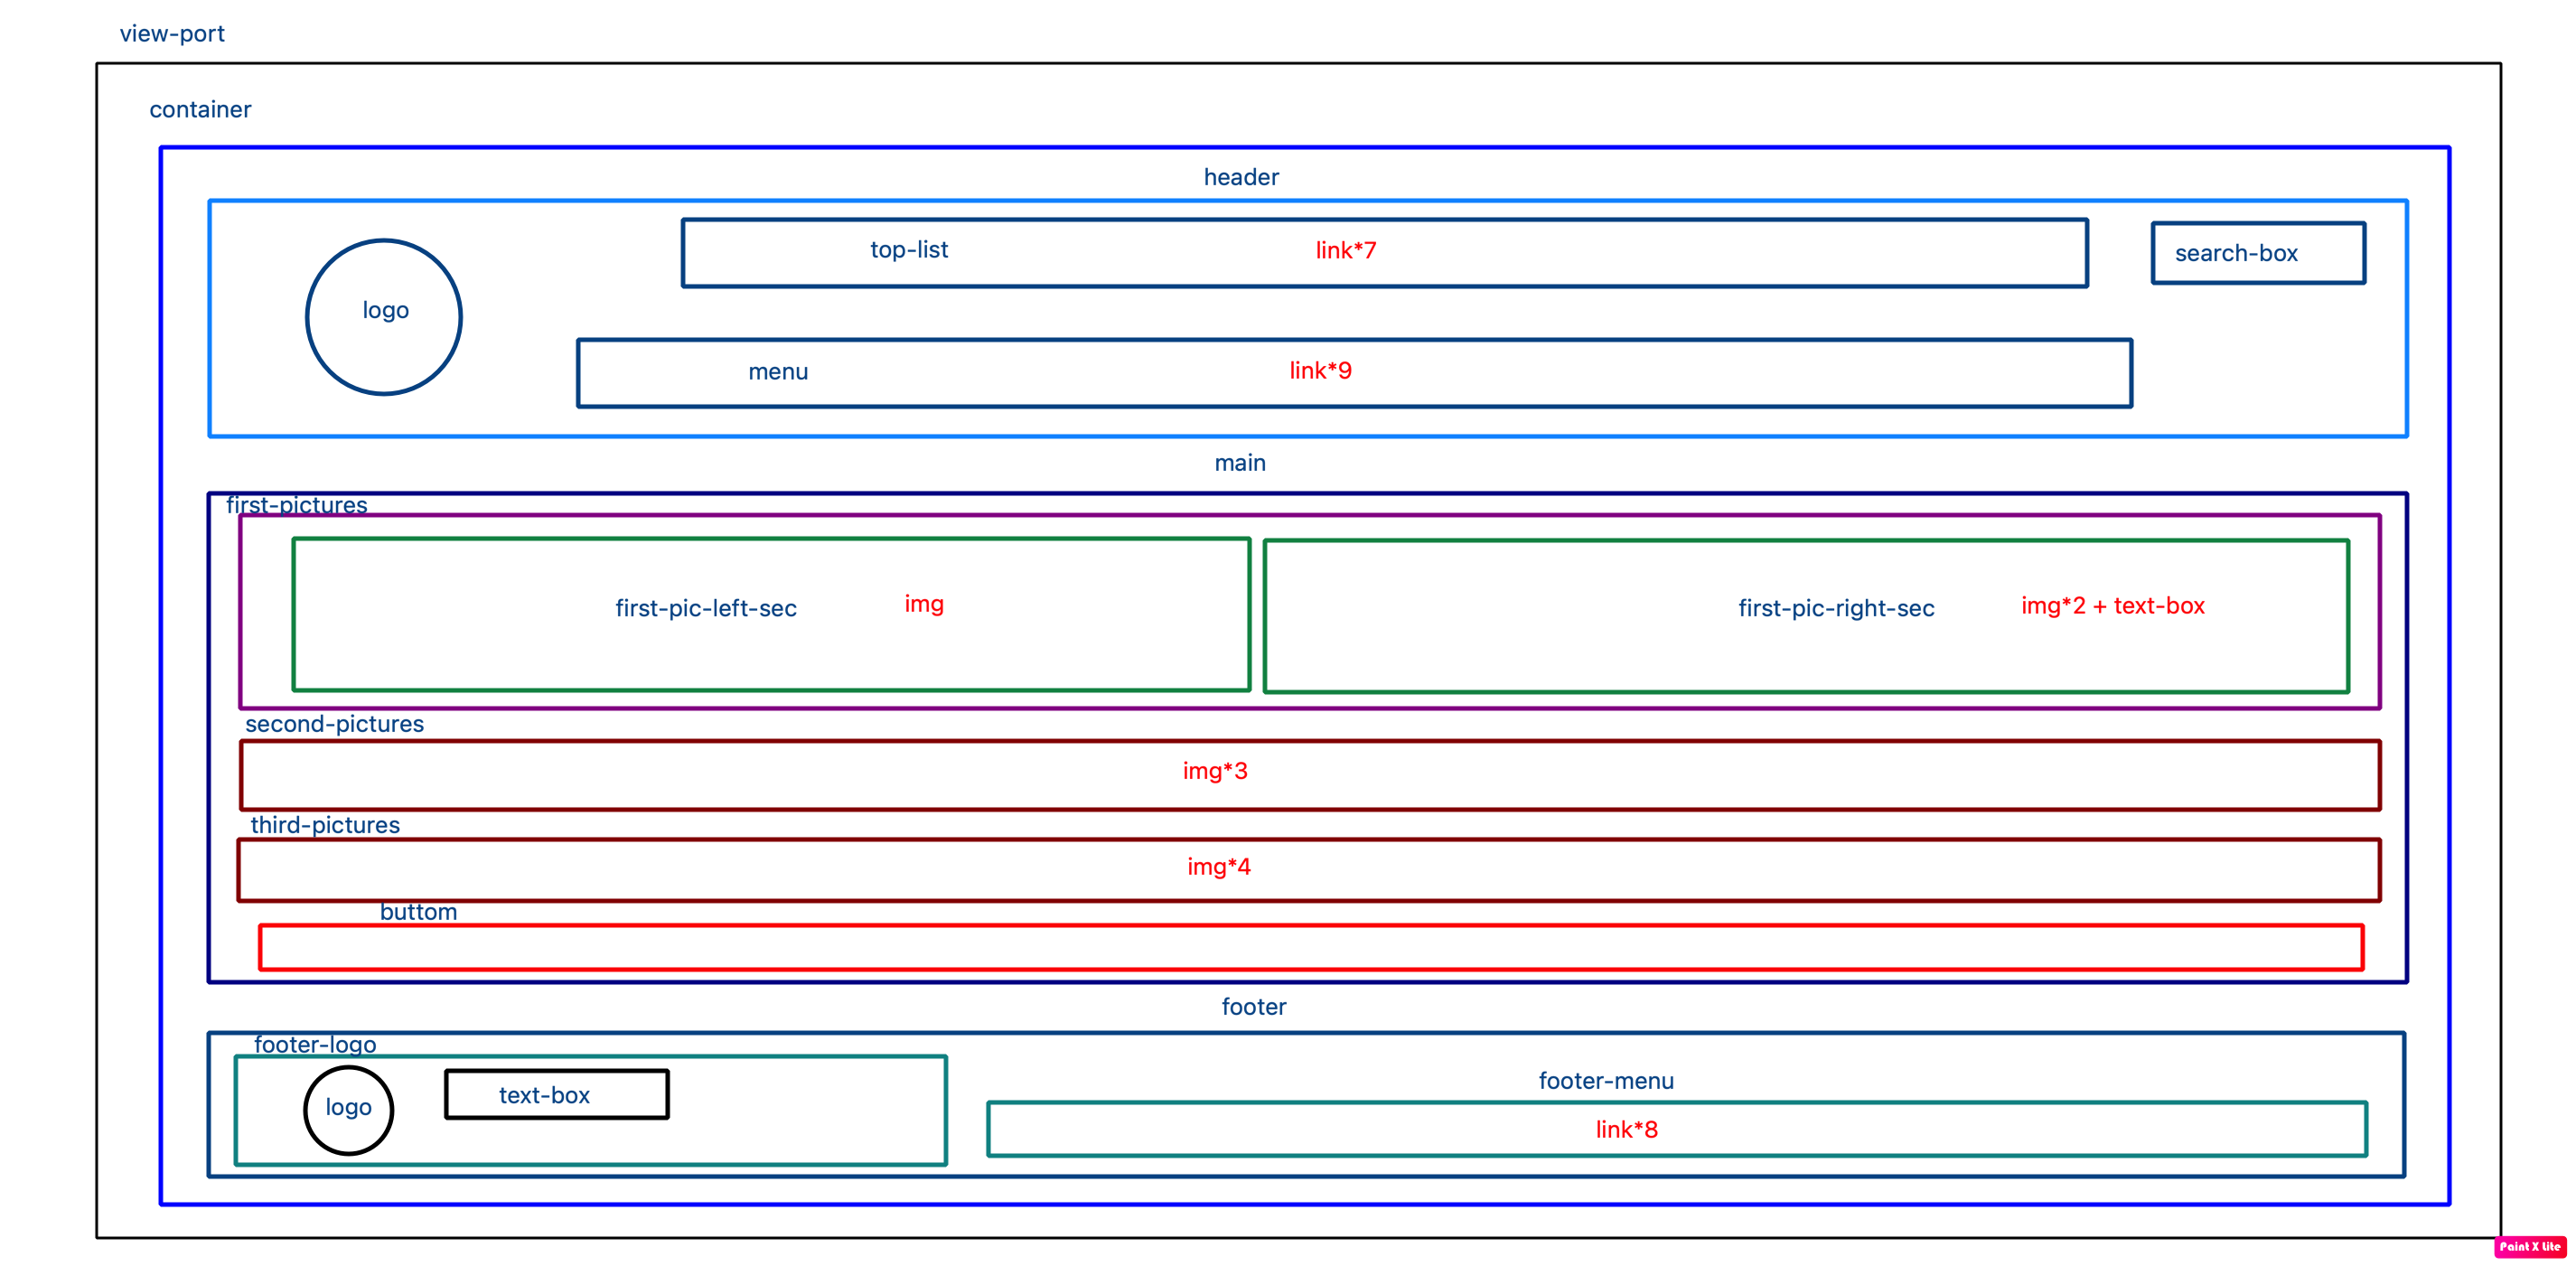 view-port
container
header
top-list link*7
search-box
logo
menu link*9
main
first-pictures
first-pic-left-sec img
first-pic-right-sec img*2 + text-box
second-pictures
img*3
third-pictures
img*4
buttom
footer
footer-logo
logo
text-box
footer-menu
link*8
Paint X Lite